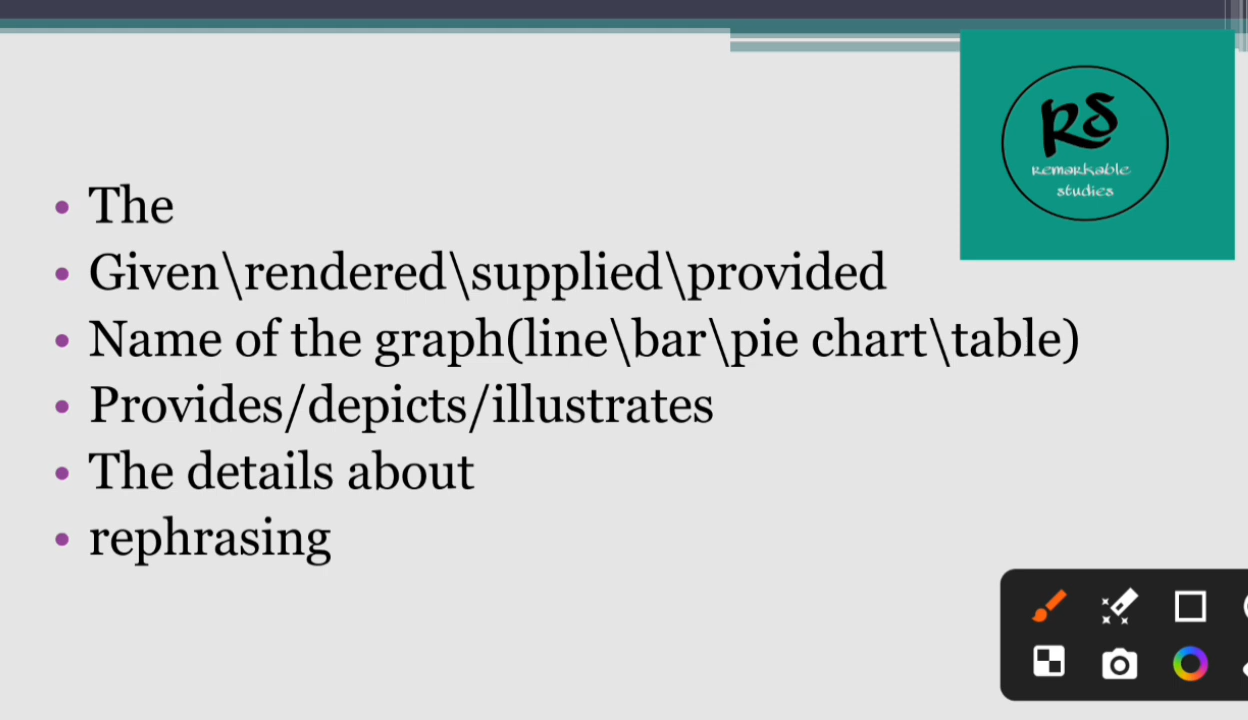 RS
Remarkable
studies
• The
• Given\rendered\supplied\provided
• Name of the graph(line\bar\pie chart\table)
• Provides/depicts/illustrates
• The details about
• rephrasing